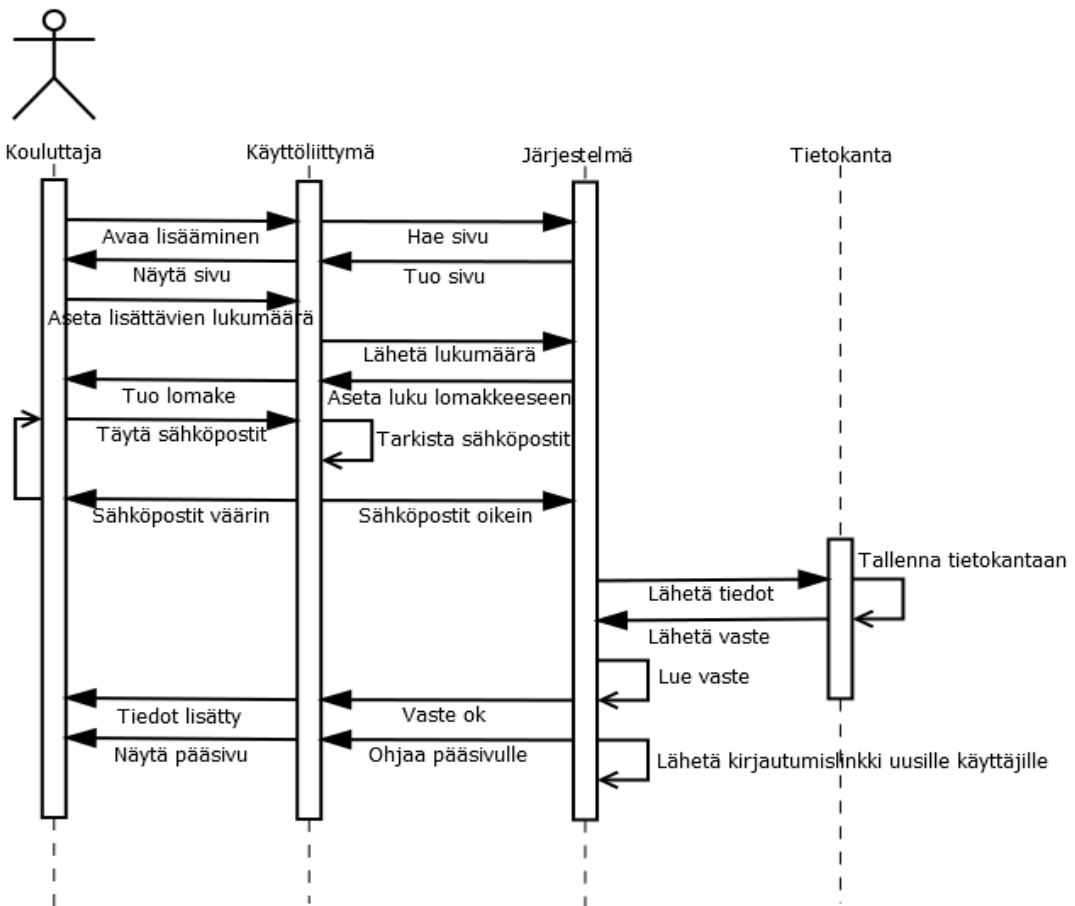 Kouluttaja
Käyttöliittymä
Järjestelmä
Tietokanta
Avaa lisääminen
Hae sivu
Näytä sivu
Tuo sivu
Aseta lisättävien lukumäärä
Lähetä lukumäärä
Tuo lomake
Aseta luku lomakkeeseen
Täytä sähköpostit
Tarkista sähköpostit
Sähköpostit väärin
Sähköpostit oikein
Tallenna tietokantaan
Lähetä tiedot
Lähetä vaste
Lue vaste
Tiedot lisätty
Vaste ok
Näytä pääsivu
Ohjaa pääsivulle
Lähetä kirjautumislinkki uusille käyttäjille